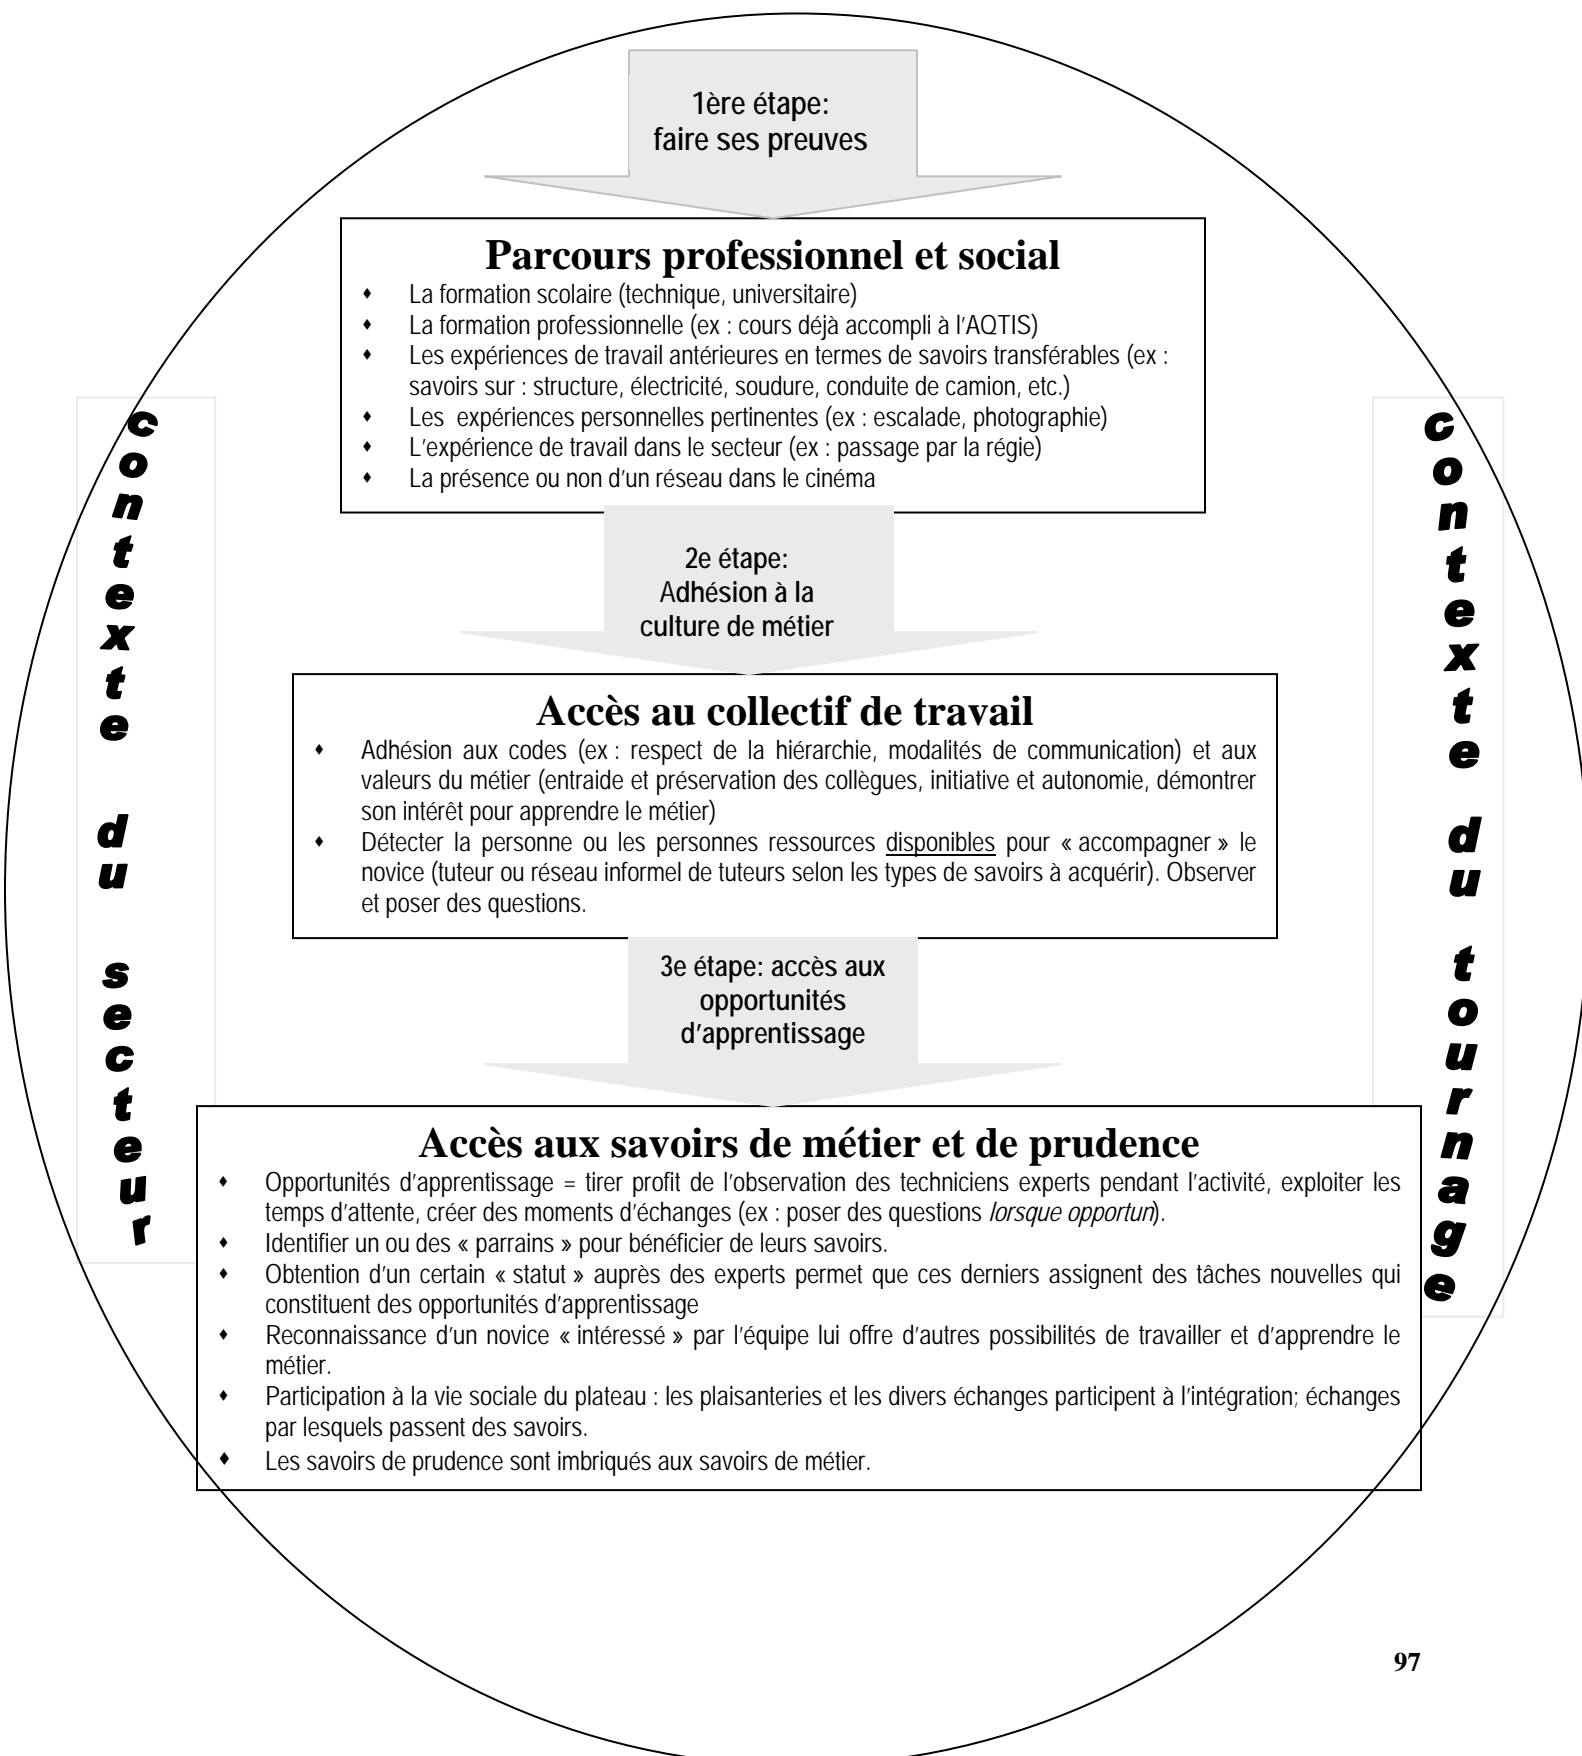 1ère étape:
faire ses preuves
Parcours professionnel et social
♦ La formation scolaire (technique, universitaire)
♦ La formation professionnelle (ex : cours déjà accompli à l'AQTIS)
♦ Les expériences de travail antérieures en termes de savoirs transférables (ex :
savoirs sur : structure, électricité, soudure, conduite de camion, etc.)
♦ Les expériences personnelles pertinentes (ex : escalade, photographie)
♦ L'expérience de travail dans le secteur (ex : passage par la régie)
♦ La présence ou non d'un réseau dans le cinéma
contexte du secteur
contexte du tournage
2e étape:
Adhésion à la
culture de métier
Accès au collectif de travail
♦ Adhésion aux codes (ex : respect de la hiérarchie, modalités de communication) et aux
valeurs du métier (entraide et préservation des collègues, initiative et autonomie, démontrer
son intérêt pour apprendre le métier)
♦ Détecter la personne ou les personnes ressources disponibles pour « accompagner » le
novice (tuteur ou réseau informel de tuteurs selon les types de savoirs à acquérir). Observer
et poser des questions.
3e étape: accès aux
opportunités
d'apprentissage
Accès aux savoirs de métier et de prudence
♦ Opportunités d'apprentissage = tirer profit de l'observation des techniciens experts pendant l'activité, exploiter les
temps d'attente, créer des moments d'échanges (ex : poser des questions lorsque opportun).
♦ Identifier un ou des « parrains » pour bénéficier de leurs savoirs.
♦ Obtention d'un certain « statut » auprès des experts permet que ces derniers assignent des tâches nouvelles qui
constituent des opportunités d'apprentissage
♦ Reconnaissance d'un novice « intéressé » par l'équipe lui offre d'autres possibilités de travailler et d'apprendre le
métier.
♦ Participation à la vie sociale du plateau : les plaisanteries et les divers échanges participent à l'intégration; échanges
par lesquels passent des savoirs.
♦ Les savoirs de prudence sont imbriqués aux savoirs de métier.
97